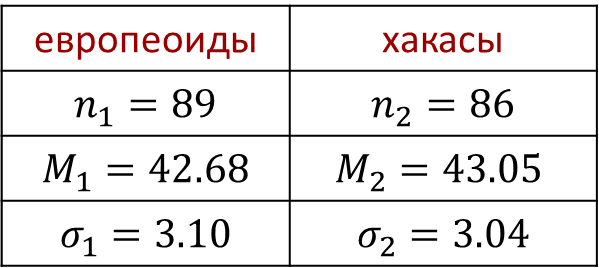 европеоиды хакасы
n₁ = 89 n₂ = 86
M₁ = 42.68 M₂ = 43.05
σ₁ = 3.10 σ₂ = 3.04